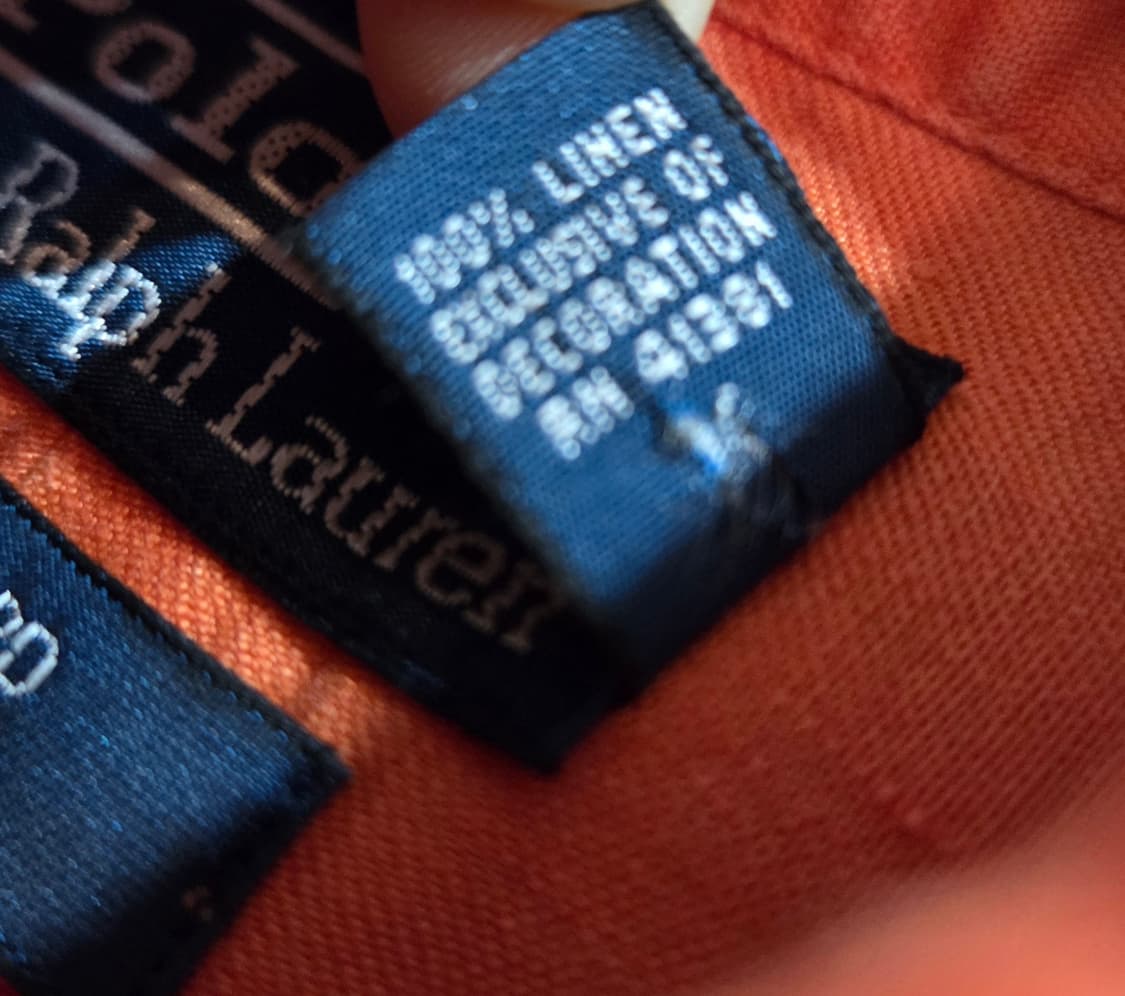 Polo
Ralph Lauren
100% LINEN
EXCLUSIVE OF
DECORATION
RN 41381